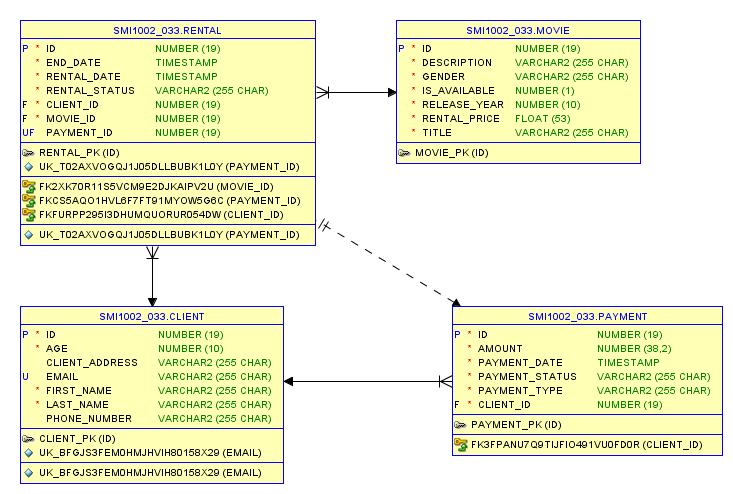 SMI1002_033.RENTAL
P * ID NUMBER (19)
* END_DATE TIMESTAMP
* RENTAL_DATE TIMESTAMP
* RENTAL_STATUS VARCHAR2 (255 CHAR)
F * CLIENT_ID NUMBER (19)
F * MOVIE_ID NUMBER (19)
UF PAYMENT_ID NUMBER (19)
RENTAL_PK (ID)
UK_TO2AXVOGQJ1J05DLLBUBK1L0Y (PAYMENT_ID)
FK2XK70R11S5VCM9E2DJKAIPV2U (MOVIE_ID)
FKCS5AQO1HVL6F7FT91MYOW5G6C (PAYMENT_ID)
FKFURPP295I3DHUMQUORUR054DW (CLIENT_ID)
UK_TO2AXVOGQJ1J05DLLBUBK1L0Y (PAYMENT_ID)
SMI1002_033.MOVIE
P * ID NUMBER (19)
* DESCRIPTION VARCHAR2 (255 CHAR)
* GENDER VARCHAR2 (255 CHAR)
* IS_AVAILABLE NUMBER (1)
* RELEASE_YEAR NUMBER (10)
* RENTAL_PRICE FLOAT (53)
* TITLE VARCHAR2 (255 CHAR)
MOVIE_PK (ID)
SMI1002_033.CLIENT
P * ID NUMBER (19)
* AGE NUMBER (10)
CLIENT_ADDRESS VARCHAR2 (255 CHAR)
U EMAIL VARCHAR2 (255 CHAR)
* FIRST_NAME VARCHAR2 (255 CHAR)
* LAST_NAME VARCHAR2 (255 CHAR)
PHONE_NUMBER VARCHAR2 (255 CHAR)
CLIENT_PK (ID)
UK_BFGJS3FEM0HMJHVIH80158X29 (EMAIL)
UK_BFGJS3FEM0HMJHVIH80158X29 (EMAIL)
SMI1002_033.PAYMENT
P * ID NUMBER (19)
* AMOUNT NUMBER (38,2)
* PAYMENT_DATE TIMESTAMP
* PAYMENT_STATUS VARCHAR2 (255 CHAR)
* PAYMENT_TYPE VARCHAR2 (255 CHAR)
F * CLIENT_ID NUMBER (19)
PAYMENT_PK (ID)
FK3FPANU7Q9TIJFIO491VU0FD0R (CLIENT_ID)